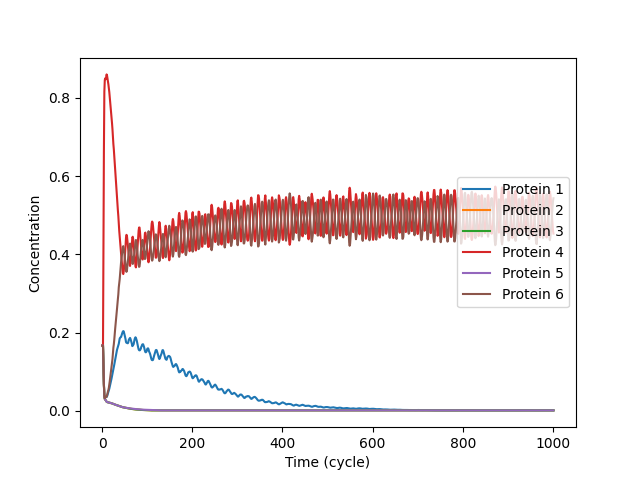 0.8
0.6
0.4
0.2
0.0
Concentration
0
200
400
600
800
1000
Time (cycle)
Protein 1
Protein 2
Protein 3
Protein 4
Protein 5
Protein 6